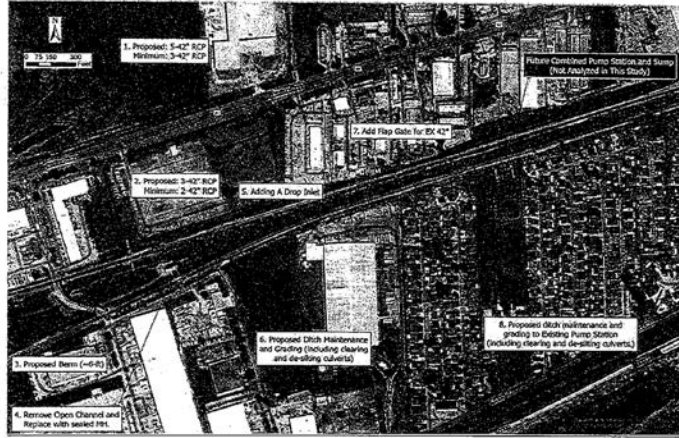 N
0 75 150 300
Feet
1. Proposed: 5-42" RCP
Minimum: 3-42" RCP
Future Combined Pump Station and Sump
(Not Analyzed in This Study)
7. Add Flap Gate for EX 42"
2. Proposed: 3-42" RCP
Minimum: 2-42" RCP
5. Adding A Drop Inlet
6. Proposed Ditch Maintenance
and Grading (including clearing
and de-silting culverts)
8. Proposed ditch maintenance and
grading to Existing Pump Station
(including clearing and de-silting culverts.)
3. Proposed Berm (~6-ft)
4. Remove Open Channel and
Replace with sealed MH.